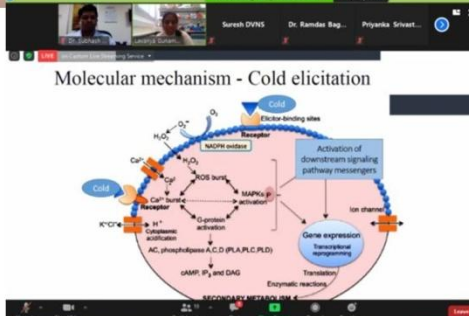 Suresh DVNS
Dr. Ramdas Bag...
Priyanka Srivast...
LIVE
Molecular mechanism - Cold elicitation
Cold
O₂
O₂⁻
Elicitor-binding sites
Receptor
H₂O₂
NADPH oxidase
Activation of
downstream signaling
pathway messengers
Ca²⁺
H₂O₂
Ca²⁺
ROS burst
Cold
Ca²⁺ burst
MAPKs
activation
P
Receptor
Ion channel
K⁺Cl⁻
H⁺
Cytoplasmic
acidification
G-protein
activation
Gene expression
Transcriptional
reprogramming
AC, phospholipase A,C,D (PLA,PLC,PLD)
Translation
cAMP, IP₃ and DAG
Enzymatic reactions
SECONDARY METABOLISM
Leave